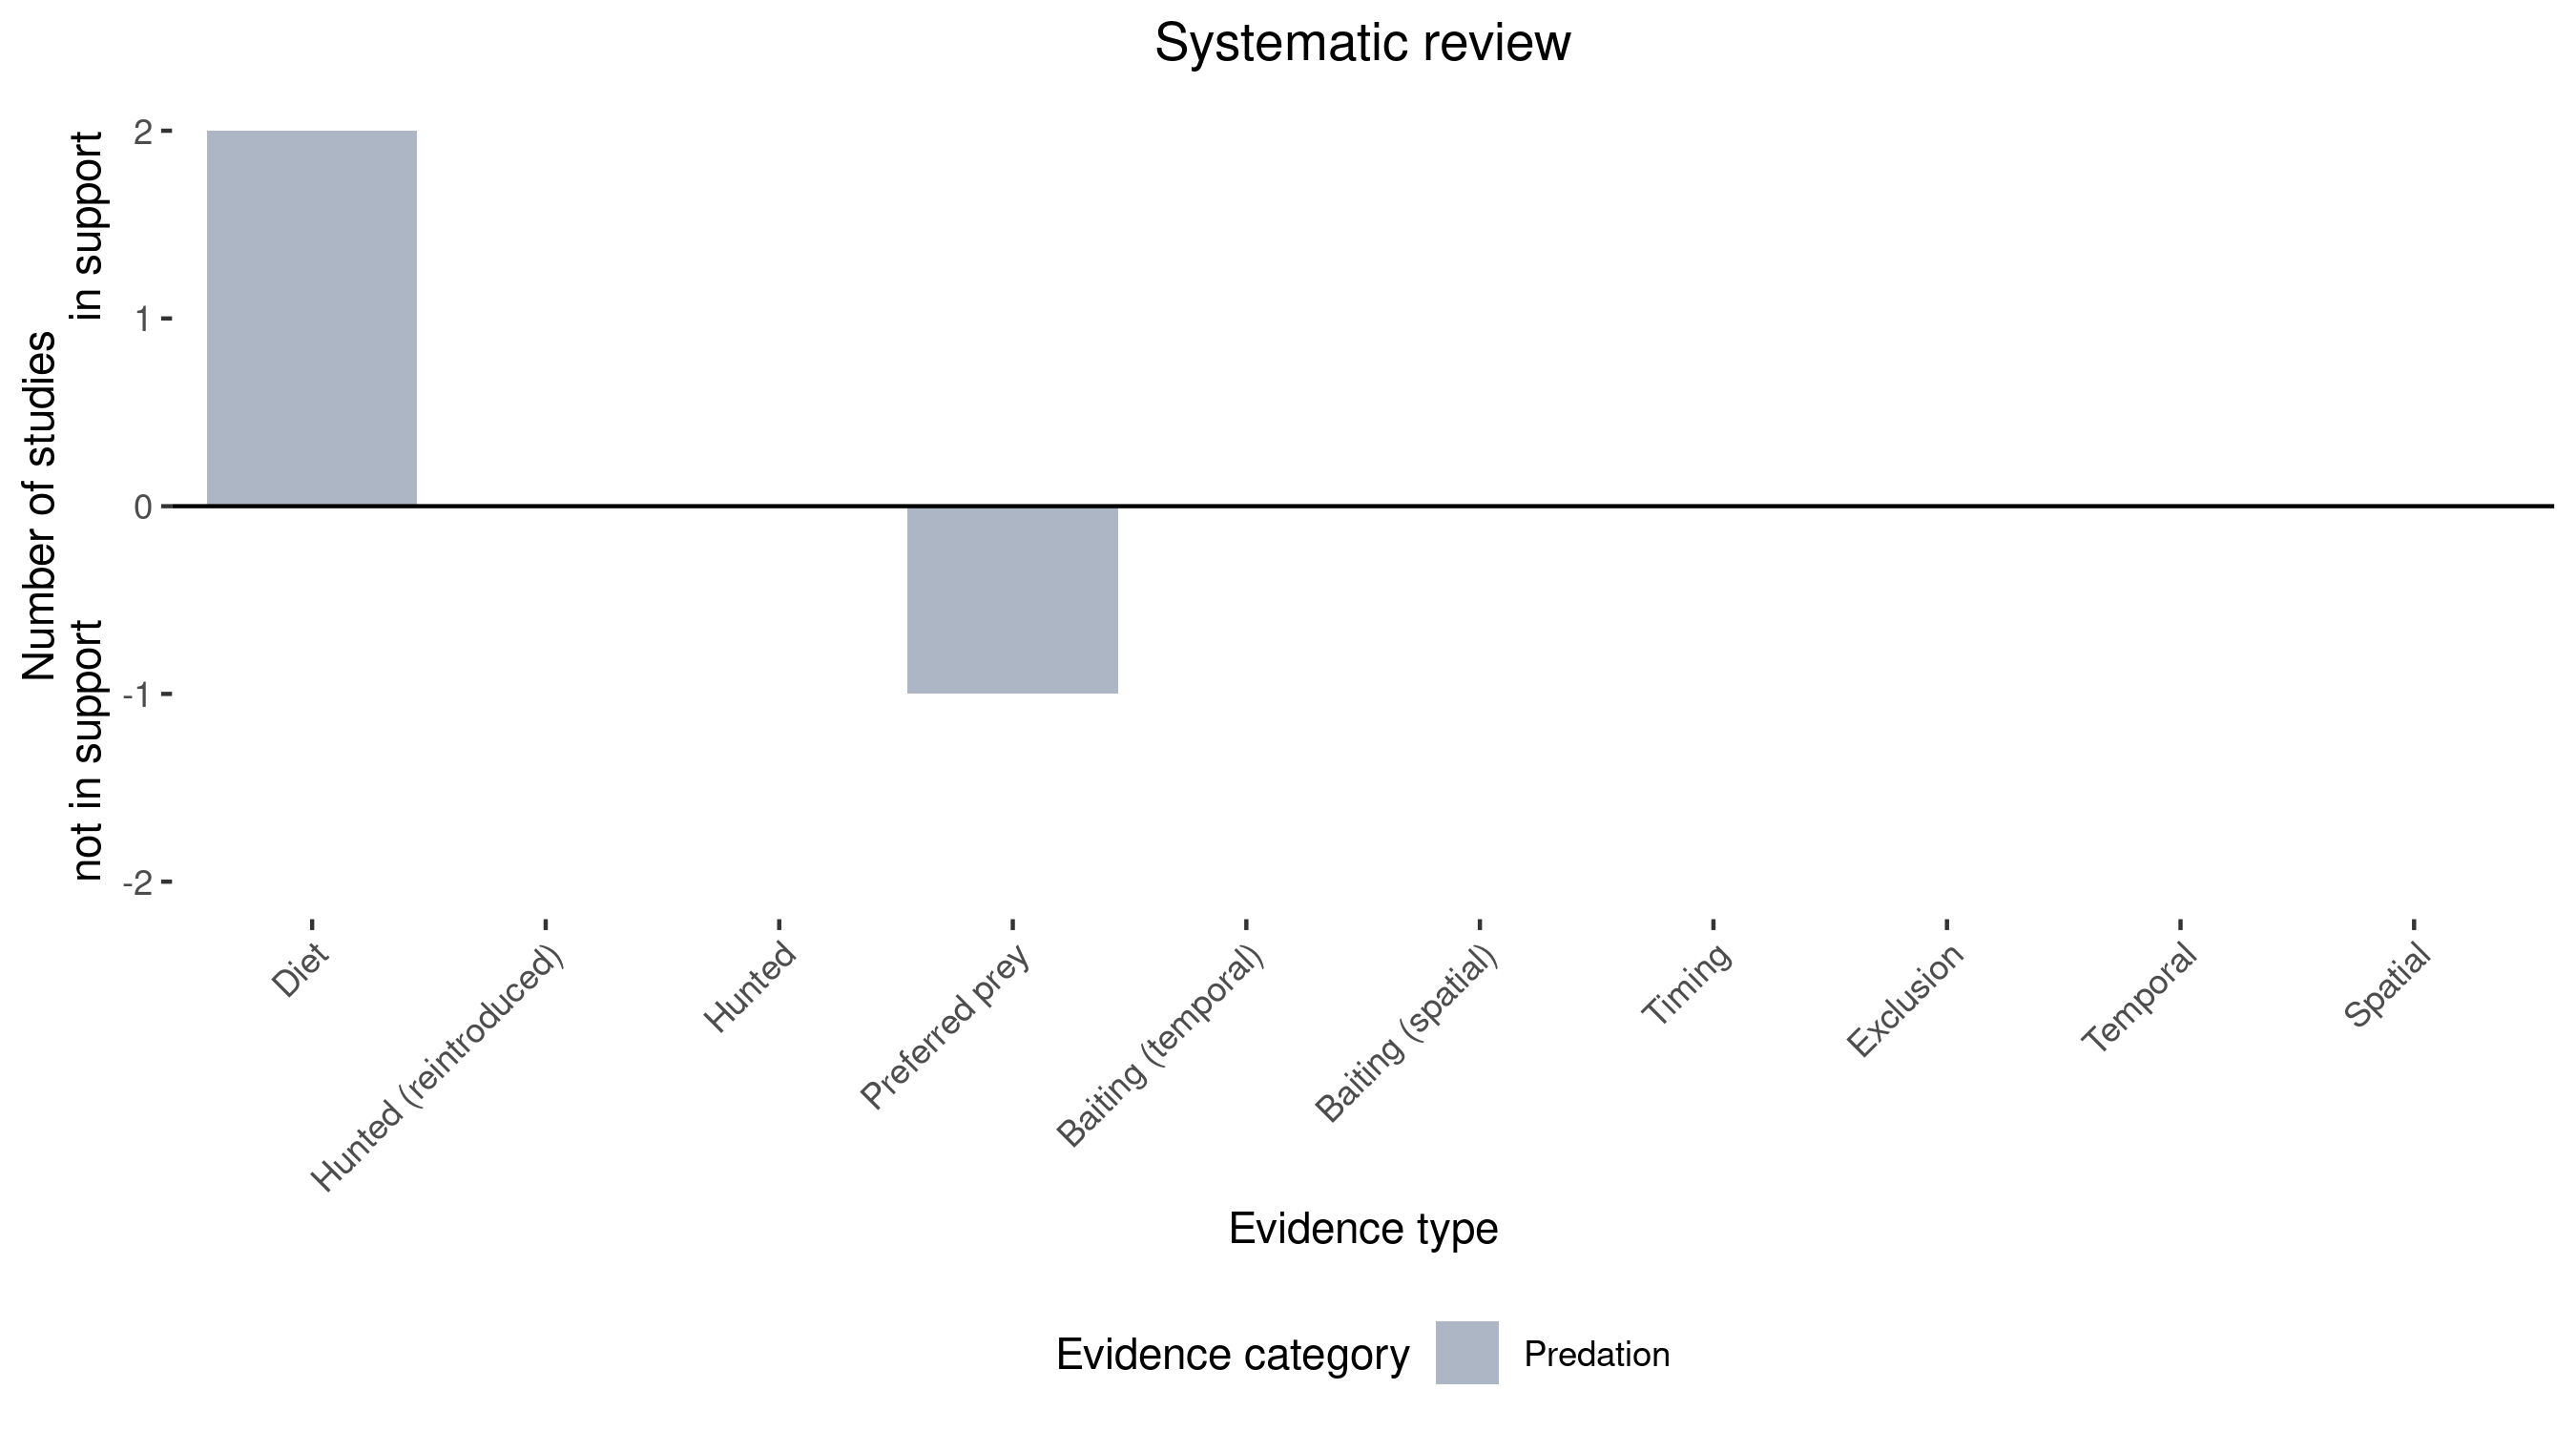 Systematic review
Number of studies
not in support in support
2
1
0
-1
-2
Diet
Hunted (reintroduced)
Hunted
Preferred prey
Baiting (temporal)
Baiting (spatial)
Timing
Exclusion
Temporal
Spatial
Evidence type
Evidence category Predation